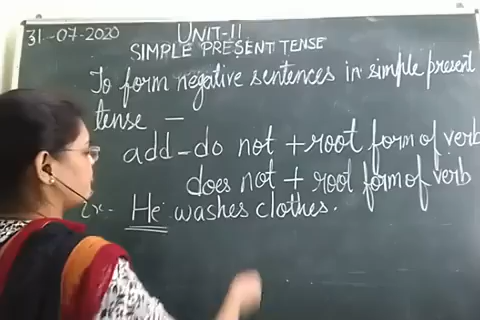 31-07-2020
UNIT-II
SIMPLE PRESENT TENSE
To form negative sentences in simple present
tense —
add - do not + root form of verb
does not + root form of verb
Ex- He washes clothes.